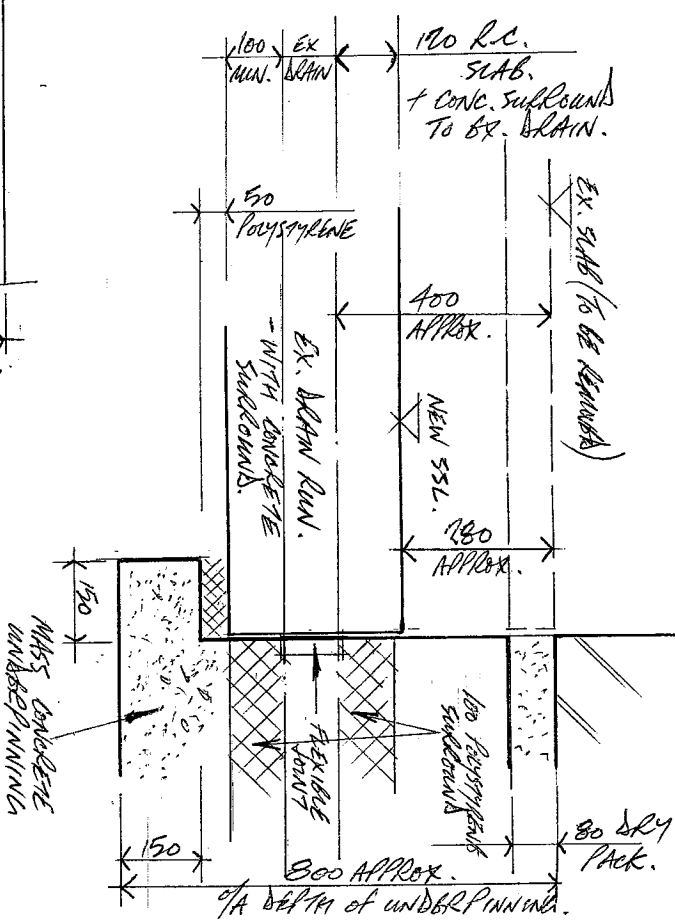 100
MIN.
EX
DRAIN
120 R.C.
SLAB.
+ CONC. SURROUND
TO EX. DRAIN.
50
POLYSTYRENE
EX. SLAB (TO BE REMOVED)
400
APPROX.
EX. DRAIN RUN.
- WITH CONCRETE
SURROUND.
NEW SSL.
280
APPROX.
150
MASS CONCRETE
UNDERPINNING
FLEXIBLE
JOINT
100 POLYSTYRENE
SURROUND
80 DRY
PACK.
150
800 APPROX.
O/A DEPTH OF UNDERPINNING.